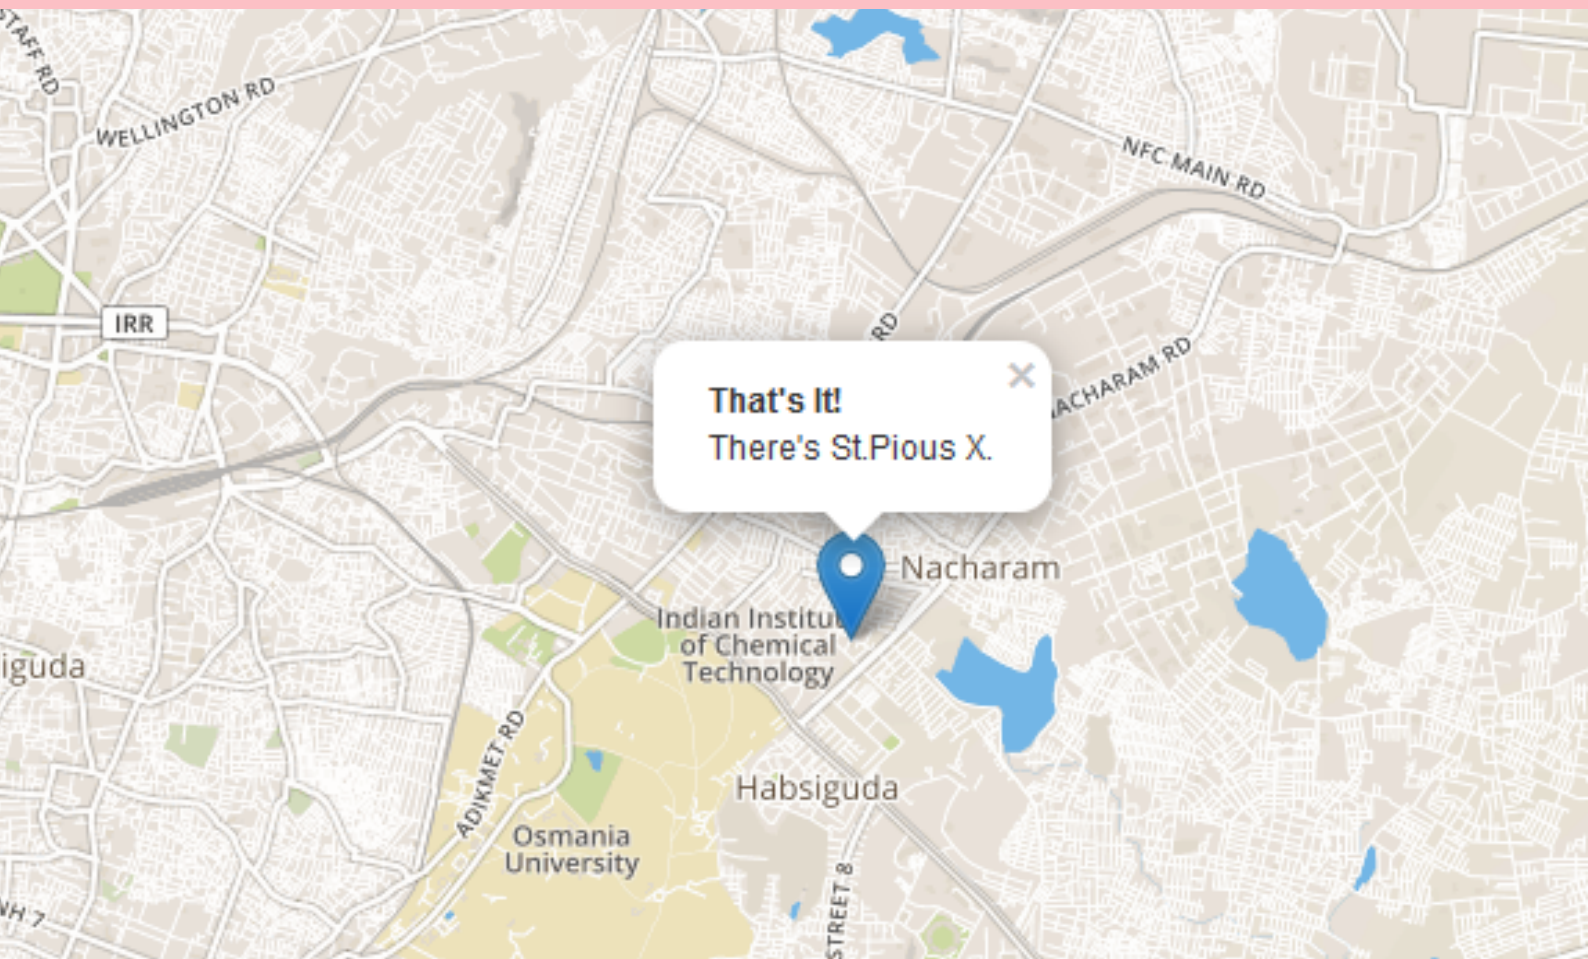 STAFF RD
WELLINGTON RD
NFC MAIN RD
IRR
RD
NACHARAM RD
×
That's It!
There's St.Pious X.
Nacharam
Indian Institu
of Chemical
Technology
iguda
ADIKMET RD
Habsiguda
Osmania
University
STREET 8
NH 7